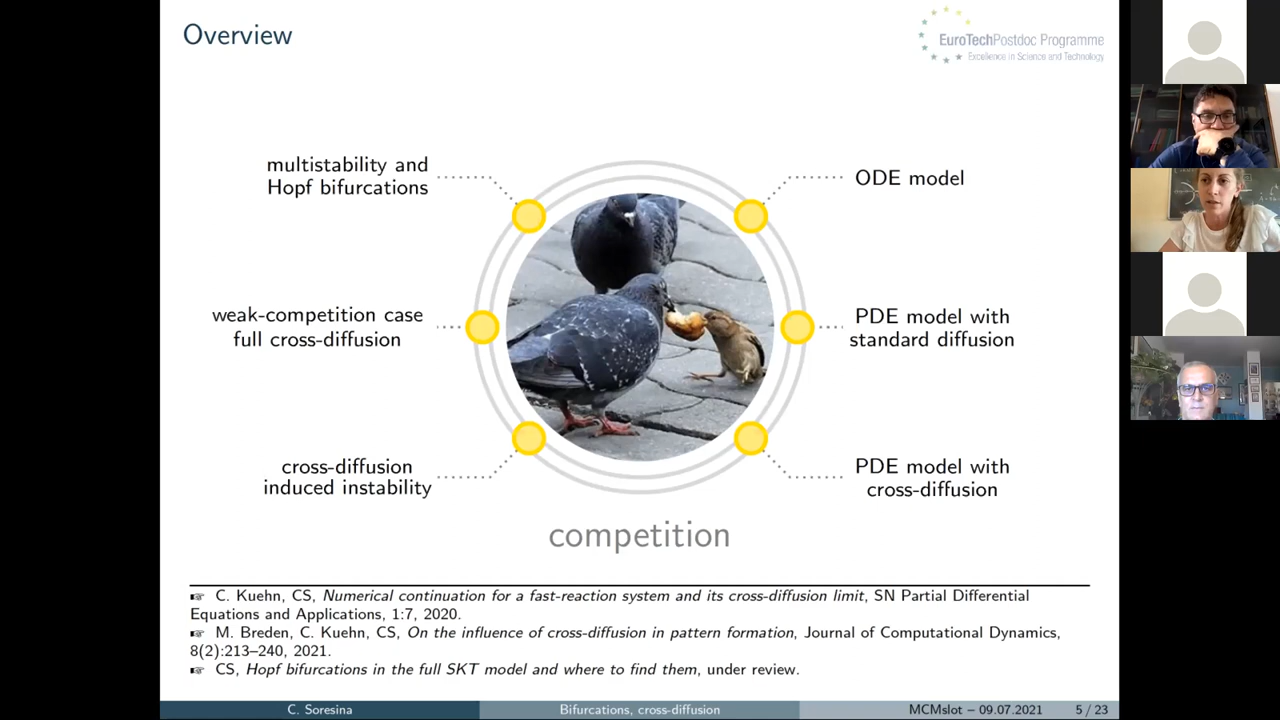 Overview
EuroTechPostdoc Programme
Excellence in Science and Technology
multistability and
Hopf bifurcations
ODE model
weak-competition case
full cross-diffusion
PDE model with
standard diffusion
cross-diffusion
induced instability
PDE model with
cross-diffusion
competition
☞ C. Kuehn, CS, Numerical continuation for a fast-reaction system and its cross-diffusion limit, SN Partial Differential
Equations and Applications, 1:7, 2020.
☞ M. Breden, C. Kuehn, CS, On the influence of cross-diffusion in pattern formation, Journal of Computational Dynamics,
8(2):213–240, 2021.
☞ CS, Hopf bifurcations in the full SKT model and where to find them, under review.
C. Soresina Bifurcations, cross-diffusion MCMslot – 09.07.2021 5 / 23